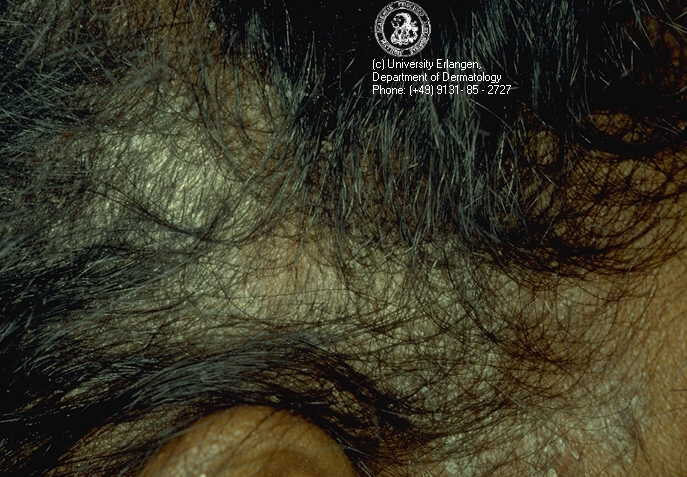 (c) University Erlangen,
Department of Dermatology
Phone: (+49) 9131- 85 - 2727